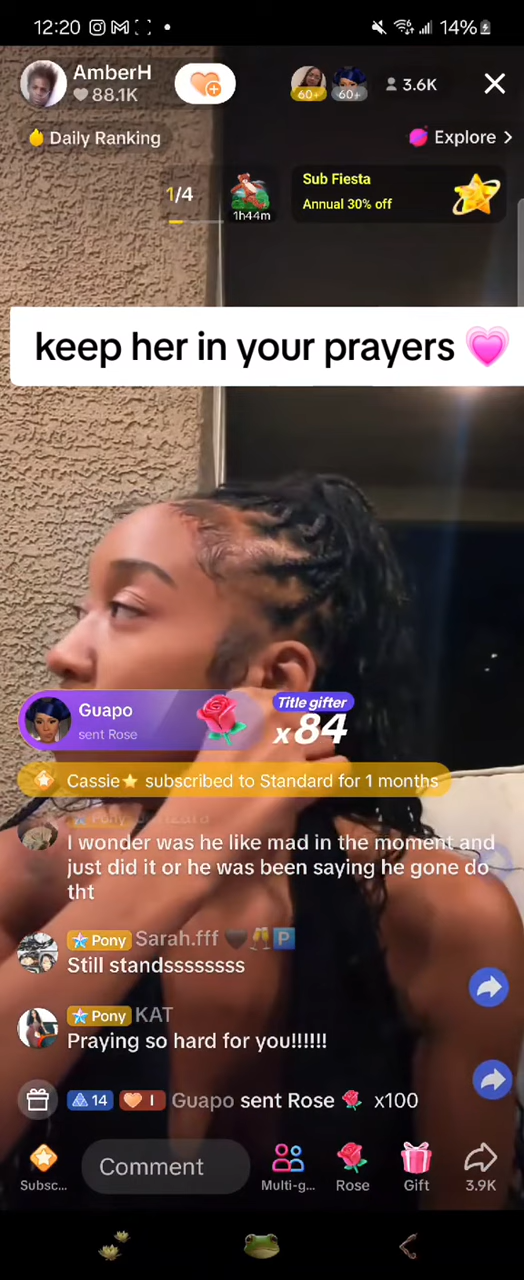 12:20
14%
AmberH
88.1K
60+
60+
3.6K
Daily Ranking
Explore >
1/4
1h44m
Sub Fiesta
Annual 30% off
keep her in your prayers 💗
Guapo
sent Rose
Title gifter
x84
Cassie⭐ subscribed to Standard for 1 months
Pony
I wonder was he like mad in the moment and
just did it or he was been saying he gone do
tht
Pony Sarah.fff 🖤🥂🅿️
Still standssssssss
Pony KAT
Praying so hard for you!!!!!!
14 I Guapo sent Rose 🌹 x100
Subsc...
Comment
Multi-g...
Rose
Gift
3.9K